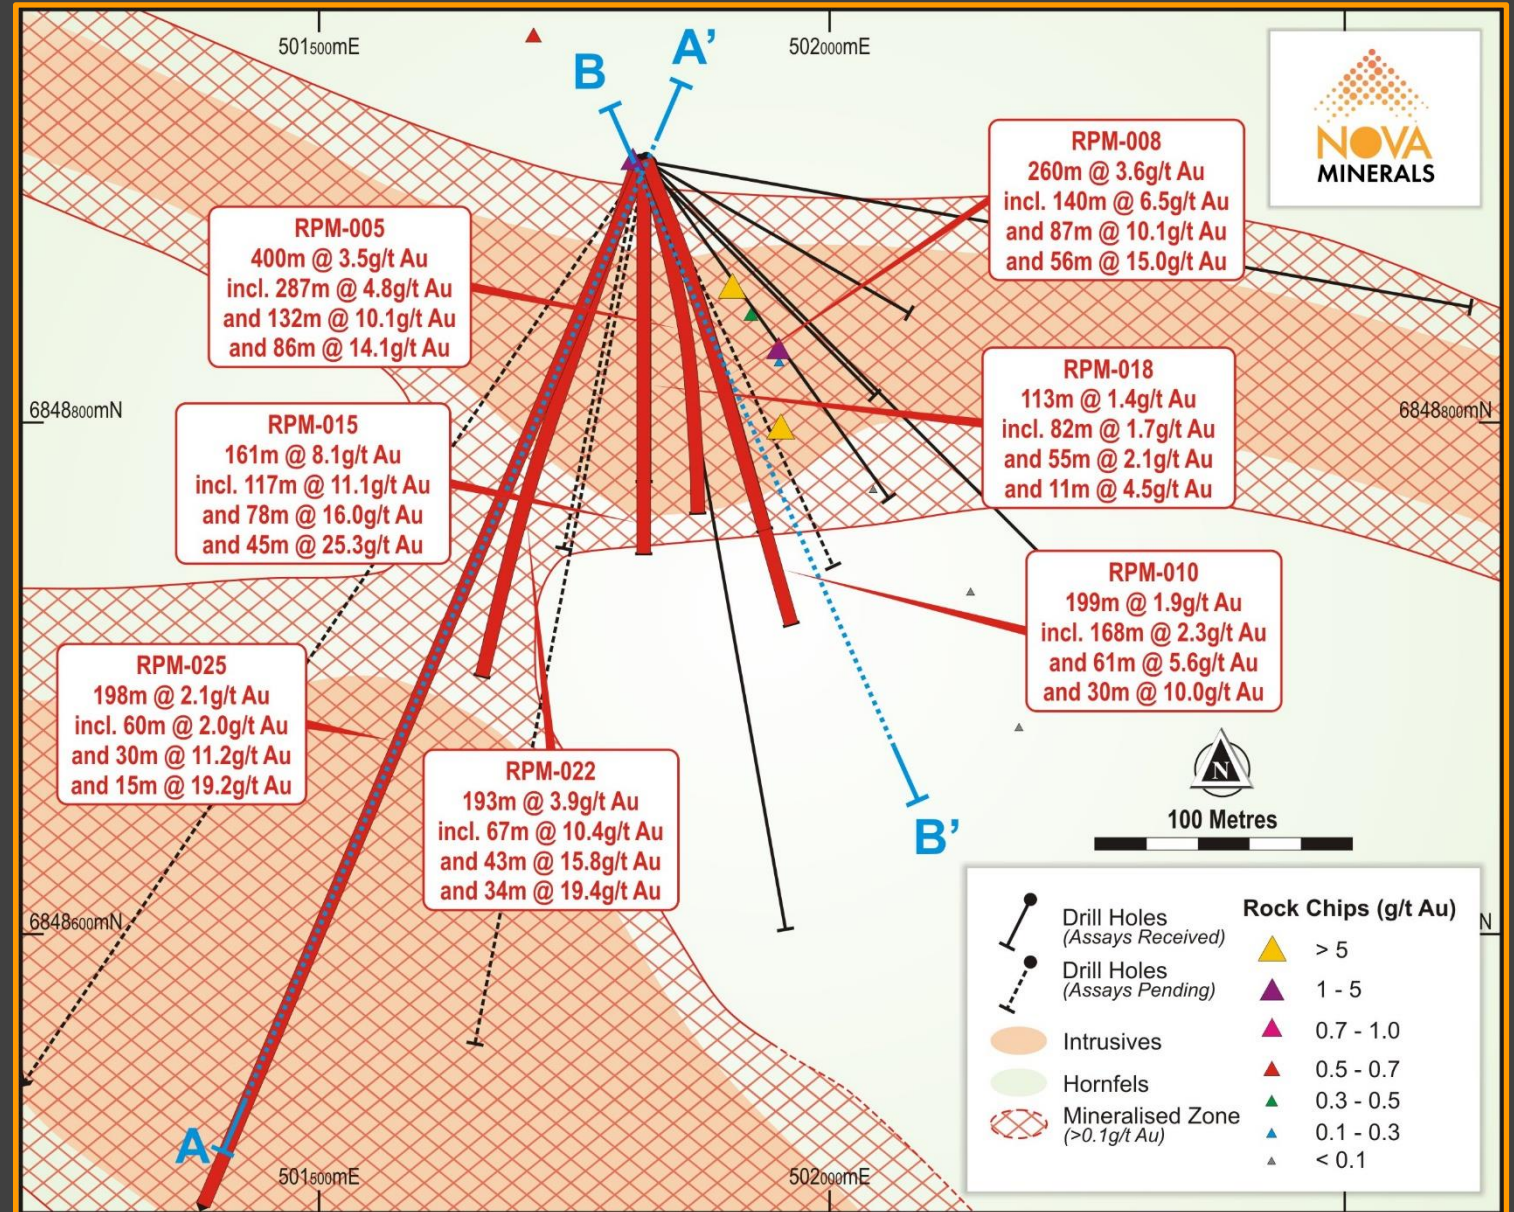 501500mE
502000mE
B
A’
NOVA
MINERALS
RPM-008
260m @ 3.6g/t Au
incl. 140m @ 6.5g/t Au
and 87m @ 10.1g/t Au
and 56m @ 15.0g/t Au
RPM-005
400m @ 3.5g/t Au
incl. 287m @ 4.8g/t Au
and 132m @ 10.1g/t Au
and 86m @ 14.1g/t Au
6848800mN
6848800mN
RPM-018
113m @ 1.4g/t Au
incl. 82m @ 1.7g/t Au
and 55m @ 2.1g/t Au
and 11m @ 4.5g/t Au
RPM-015
161m @ 8.1g/t Au
incl. 117m @ 11.1g/t Au
and 78m @ 16.0g/t Au
and 45m @ 25.3g/t Au
RPM-010
199m @ 1.9g/t Au
incl. 168m @ 2.3g/t Au
and 61m @ 5.6g/t Au
and 30m @ 10.0g/t Au
RPM-025
198m @ 2.1g/t Au
incl. 60m @ 2.0g/t Au
and 30m @ 11.2g/t Au
and 15m @ 19.2g/t Au
RPM-022
193m @ 3.9g/t Au
incl. 67m @ 10.4g/t Au
and 43m @ 15.8g/t Au
and 34m @ 19.4g/t Au
N
100 Metres
B’
6848600mN
N
Drill Holes
(Assays Received)
Drill Holes
(Assays Pending)
Intrusives
Hornfels
Mineralised Zone
(>0.1g/t Au)
Rock Chips (g/t Au)
> 5
1 - 5
0.7 - 1.0
0.5 - 0.7
0.3 - 0.5
0.1 - 0.3
< 0.1
A
501500mE
502000mE